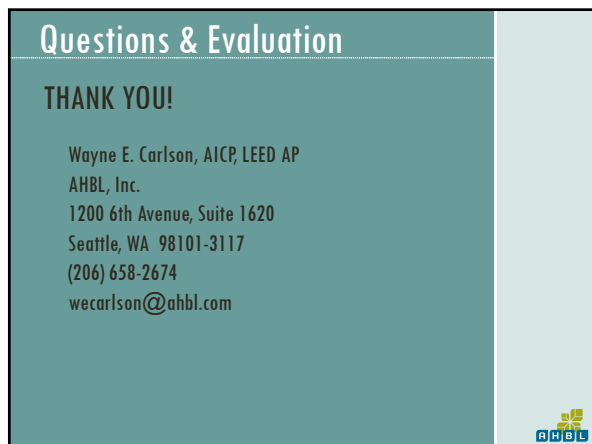 Questions & Evaluation
THANK YOU!
Wayne E. Carlson, AICP, LEED AP
AHBL, Inc.
1200 6th Avenue, Suite 1620
Seattle, WA  98101-3117
(206) 658-2674
wecarlson@ahbl.com
AHBL